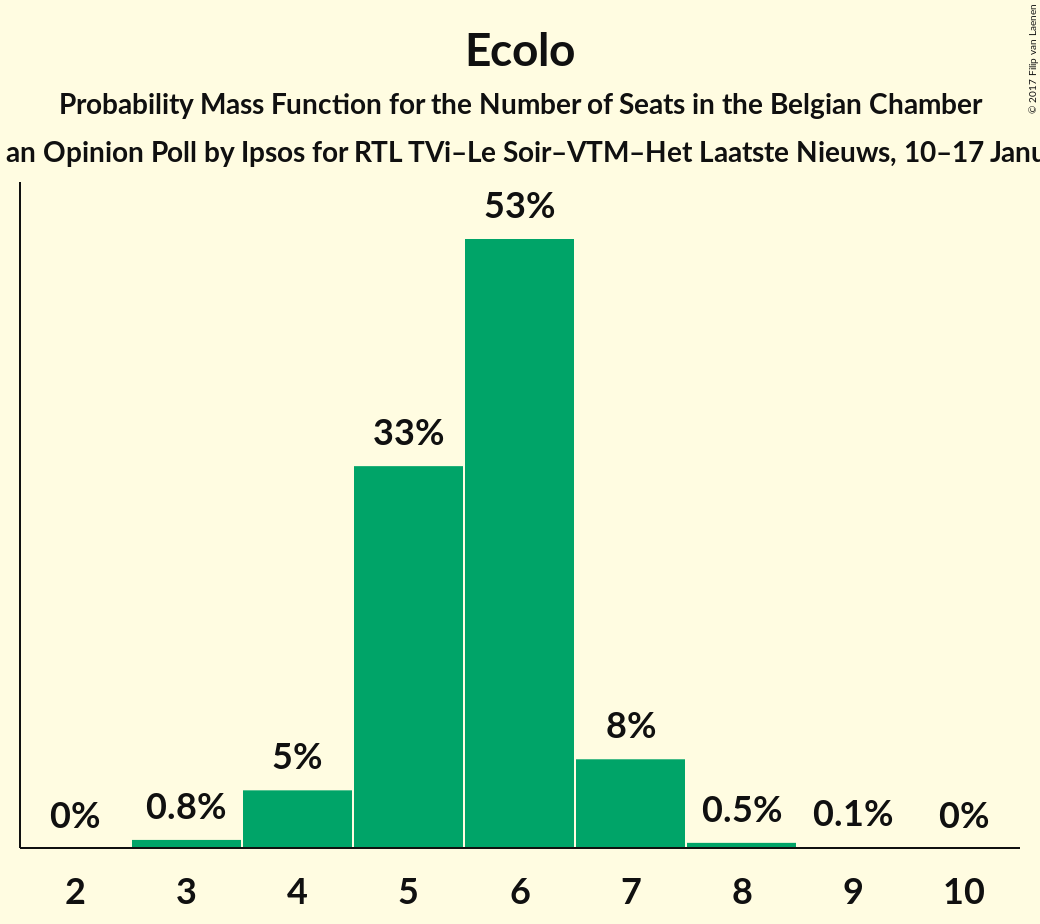 Ecolo
Probability Mass Function for the Number of Seats in the Belgian Chamber
an Opinion Poll by Ipsos for RTL TVi–Le Soir–VTM–Het Laatste Nieuws, 10–17 Janu
© 2017 Filip van Laenen
53%
33%
8%
5%
0.8%
0.5%
0.1%
0%
0%
2 3 4 5 6 7 8 9 10